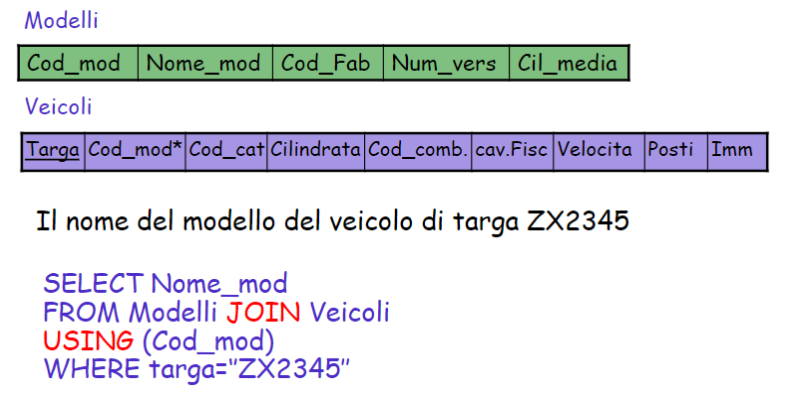 Modelli
Cod_mod Nome_mod Cod_Fab Num_vers Cil_media
Veicoli
Targa Cod_mod* Cod_cat Cilindrata Cod_comb. cav.Fisc Velocita Posti Imm
Il nome del modello del veicolo di targa ZX2345
SELECT Nome_mod
FROM Modelli JOIN Veicoli
USING (Cod_mod)
WHERE targa="ZX2345"